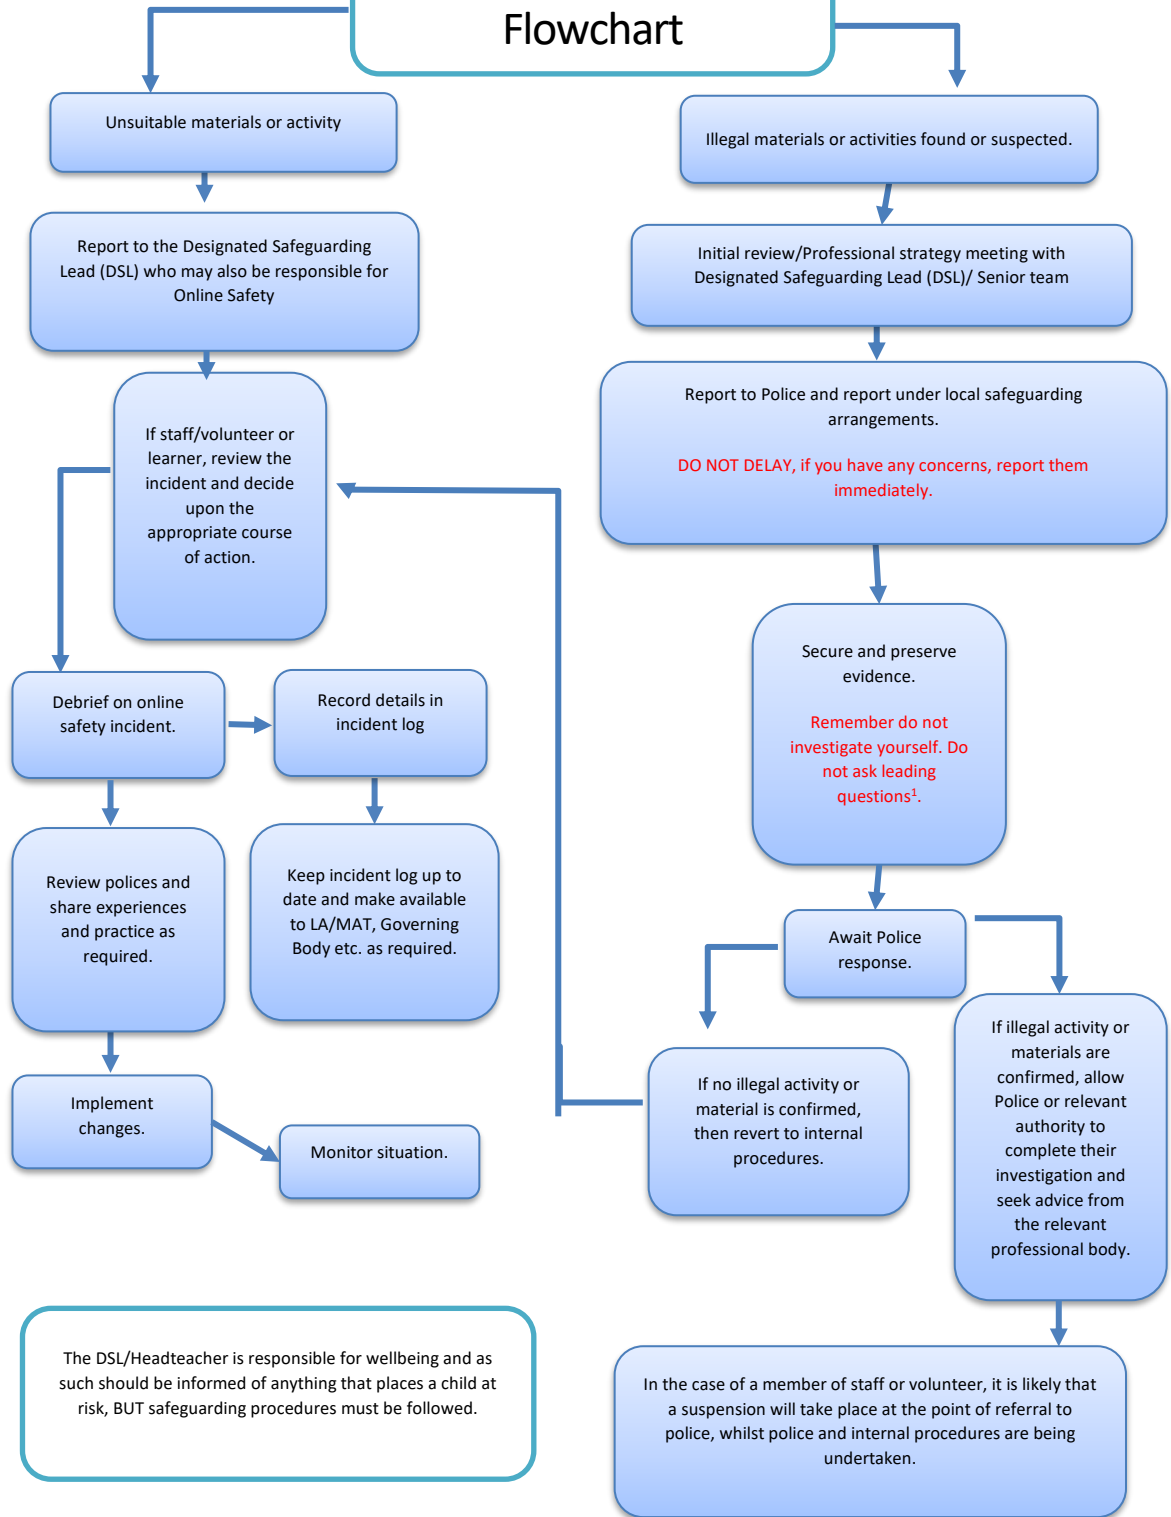 Flowchart
Unsuitable materials or activity
Report to the Designated Safeguarding
Lead (DSL) who may also be responsible for
Online Safety
If staff/volunteer or
learner, review the
incident and decide
upon the
appropriate course
of action.
Debrief on online
safety incident.
Record details in
incident log
Review polices and
share experiences
and practice as
required.
Keep incident log up to
date and make available
to LA/MAT, Governing
Body etc. as required.
Implement
changes.
Monitor situation.
Illegal materials or activities found or suspected.
Initial review/Professional strategy meeting with
Designated Safeguarding Lead (DSL)/ Senior team
Report to Police and report under local safeguarding
arrangements.
DO NOT DELAY, if you have any concerns, report them
immediately.
Secure and preserve
evidence.
Remember do not
investigate yourself. Do
not ask leading
questions¹.
Await Police
response.
If no illegal activity or
material is confirmed,
then revert to internal
procedures.
If illegal activity or
materials are
confirmed, allow
Police or relevant
authority to
complete their
investigation and
seek advice from
the relevant
professional body.
In the case of a member of staff or volunteer, it is likely that
a suspension will take place at the point of referral to
police, whilst police and internal procedures are being
undertaken.
The DSL/Headteacher is responsible for wellbeing and as
such should be informed of anything that places a child at
risk, BUT safeguarding procedures must be followed.